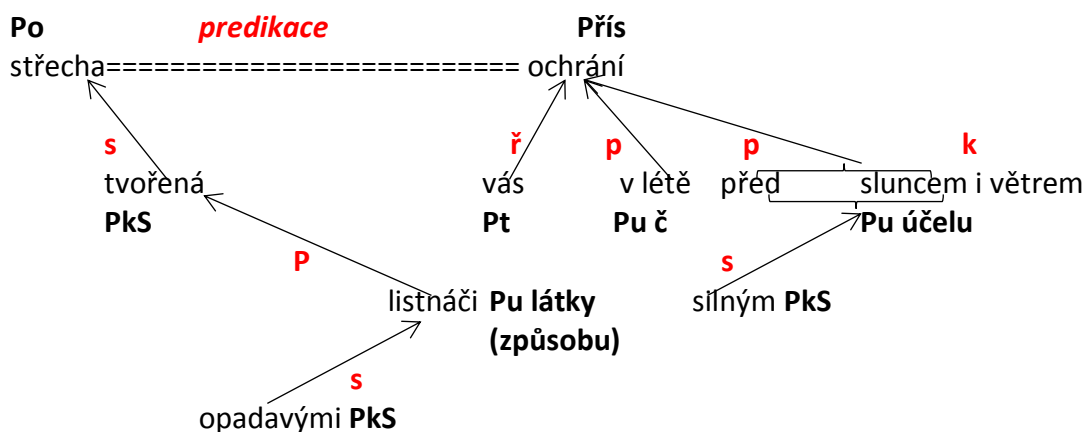 Po predikace Přís
střecha========================== ochrání
s ř p p k
tvořená vás v létě před sluncem i větrem
PkS Pt Pu č Pu účelu
P s
listnáči Pu látky silným PkS
(způsobu)
s
opadavými PkS